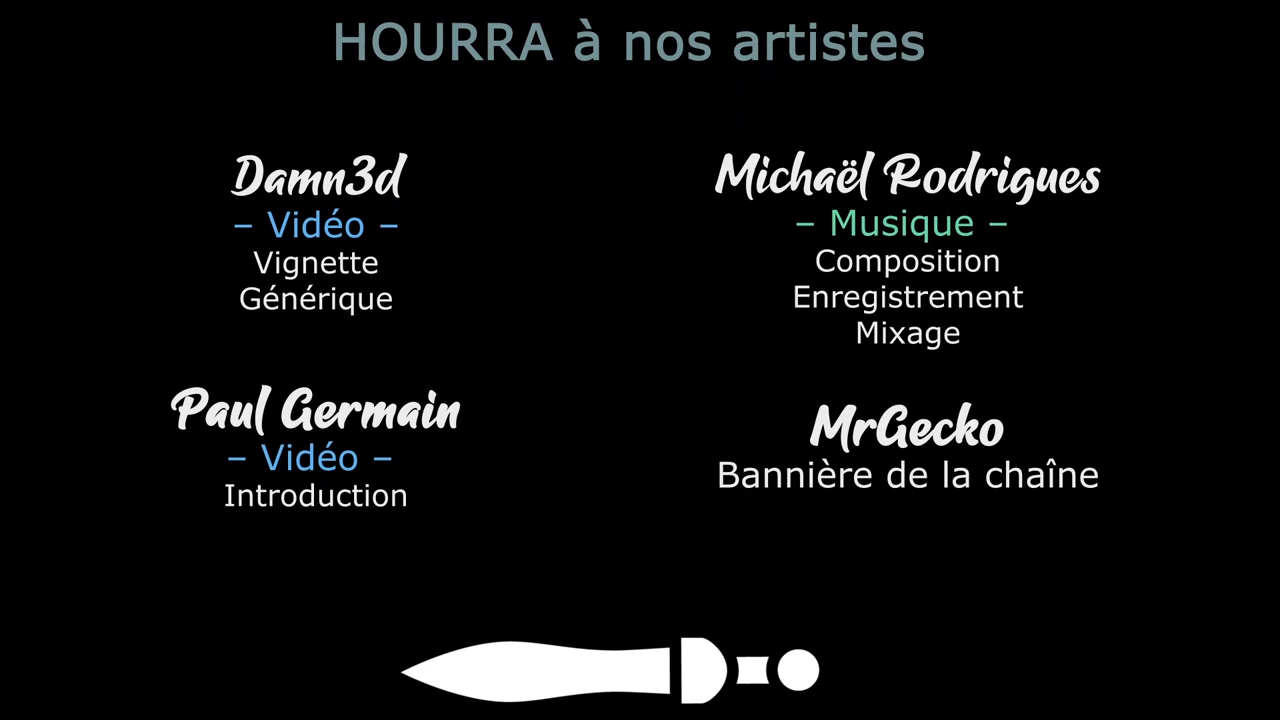 HOURRA à nos artistes
Damn3d
– Vidéo –
Vignette
Générique
Michaël Rodrigues
– Musique –
Composition
Enregistrement
Mixage
Paul Germain
– Vidéo –
Introduction
MrGecko
Bannière de la chaîne